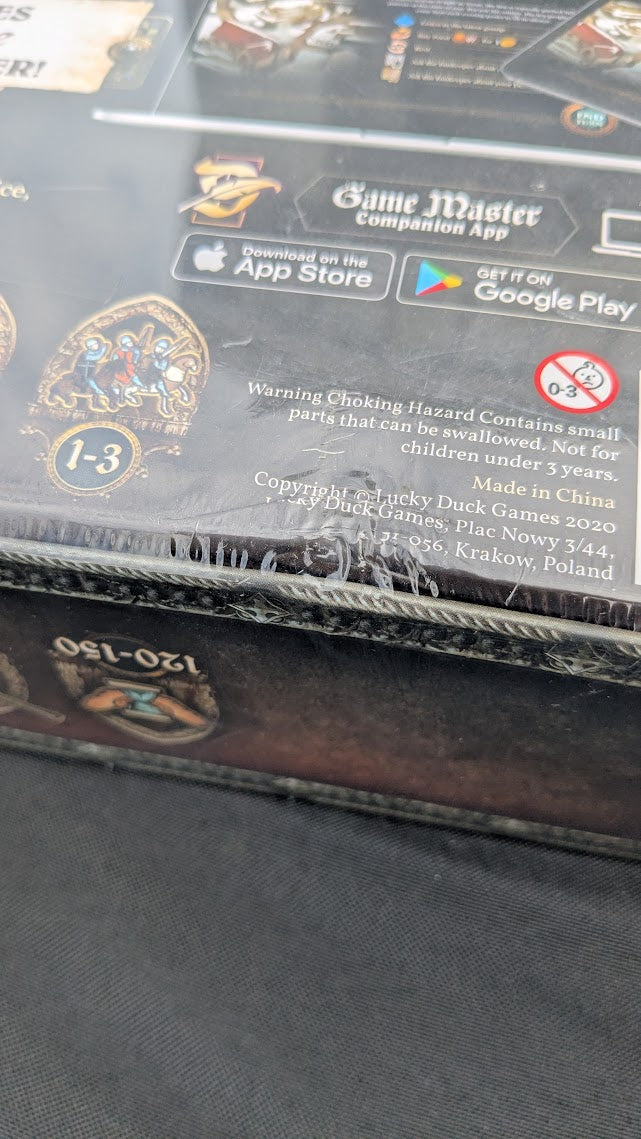 ER!
Game Master
Companion App
Download on the
App Store
GET IT ON
Google Play
0-3
1-3
Warning Choking Hazard Contains small
parts that can be swallowed. Not for
children under 3 years.
Made in China
Copyright © Lucky Duck Games 2020
Duck Games, Plac Nowy 3/44,
Krakow, Poland
120-150